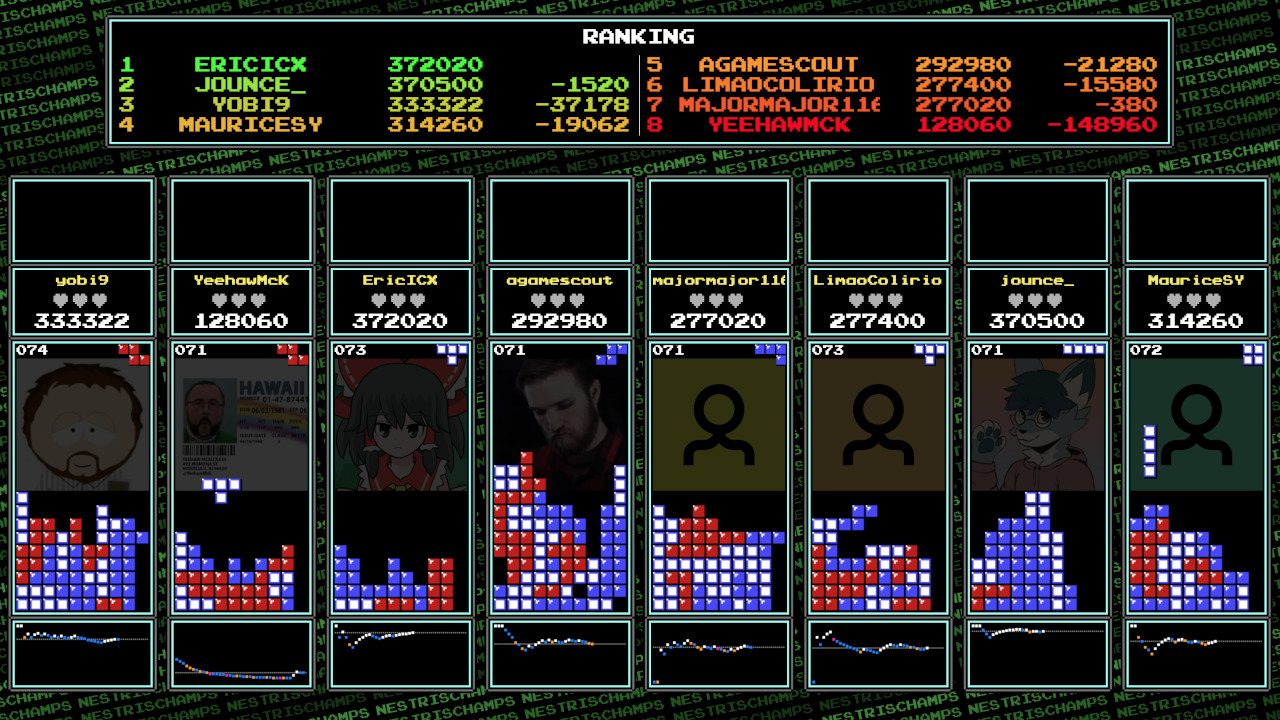 RANKING
1 ERICICX 372020
2 JOUNCE_ 370500 -1520
3 YOBI9 333322 -37178
4 MAURICESY 314260 -19062
5 AGAMESCOUT 292980 -21280
6 LIMAOCOLIRIO 277400 -15580
7 MAJORMAJOR116 277020 -380
8 YEEHAWMCK 128060 -148960
yobi9 YeehawMcK EricICX agamescout majormajor116 LimaoColirio jounce_ MauriceSY
333322 128060 372020 292980 277020 277400 370500 314260
074 071 073 071 071 073 071 072
HAWAII
NESTRISCHAMPS